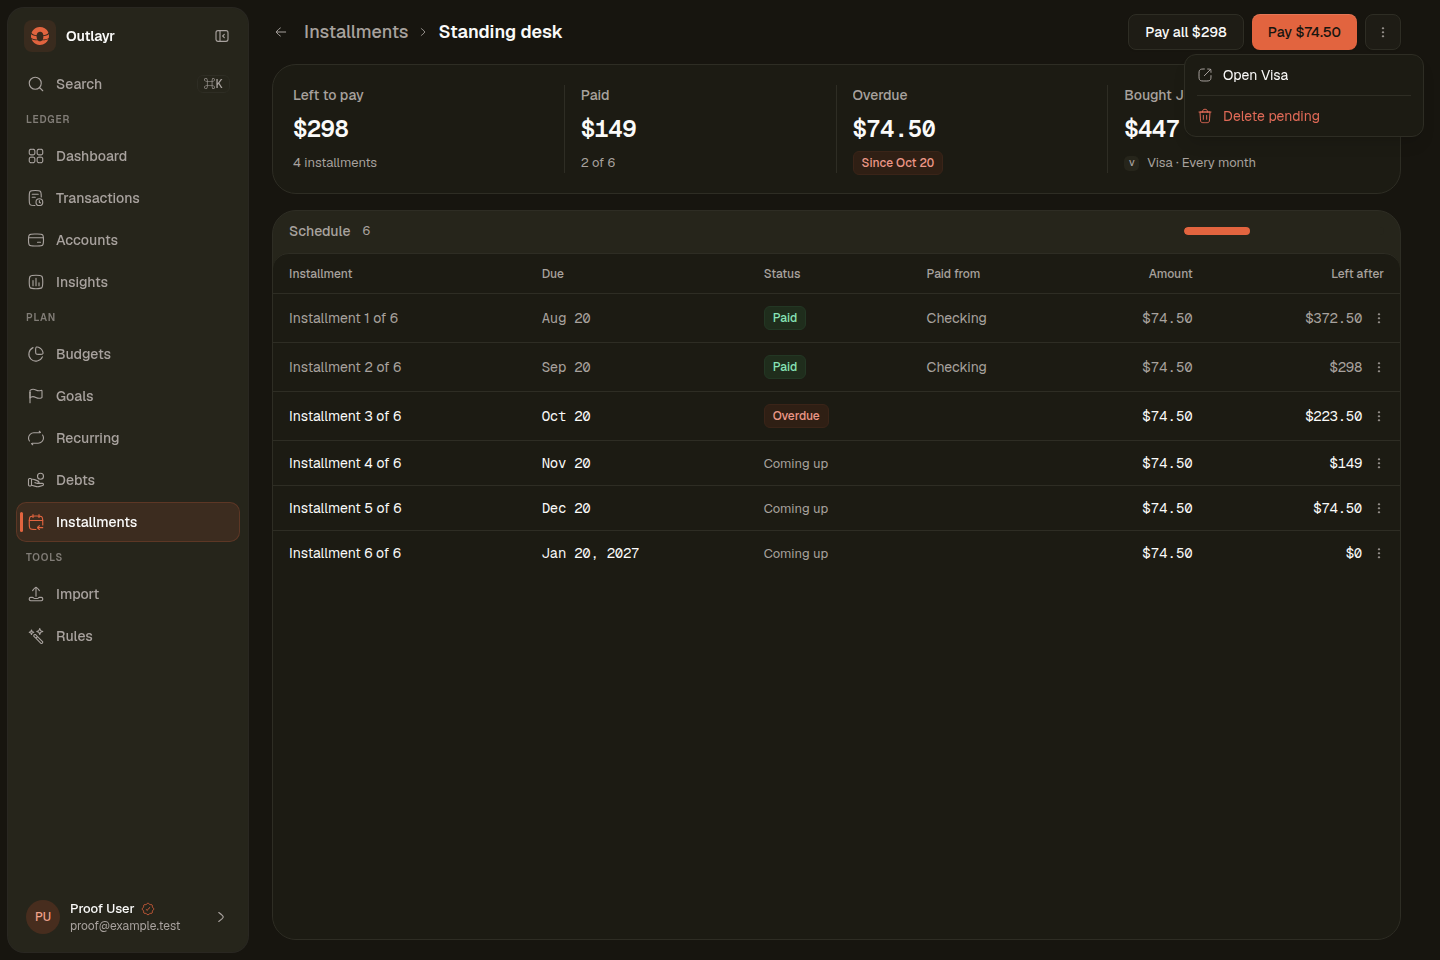 Outlayr
Search ⌘K
LEDGER
Dashboard
Transactions
Accounts
Insights
PLAN
Budgets
Goals
Recurring
Debts
Installments
TOOLS
Import
Rules
PU Proof User
proof@example.test
Installments Standing desk
Pay all $298 Pay $74.50
Open Visa
Delete pending
Left to pay
$298
4 installments
Paid
$149
2 of 6
Overdue
$74.50
Since Oct 20
Bought
$447
V Visa · Every month
Schedule 6
Installment Due Status Paid from Amount Left after
Installment 1 of 6 Aug 20 Paid Checking $74.50 $372.50
Installment 2 of 6 Sep 20 Paid Checking $74.50 $298
Installment 3 of 6 Oct 20 Overdue $74.50 $223.50
Installment 4 of 6 Nov 20 Coming up $74.50 $149
Installment 5 of 6 Dec 20 Coming up $74.50 $74.50
Installment 6 of 6 Jan 20, 2027 Coming up $74.50 $0